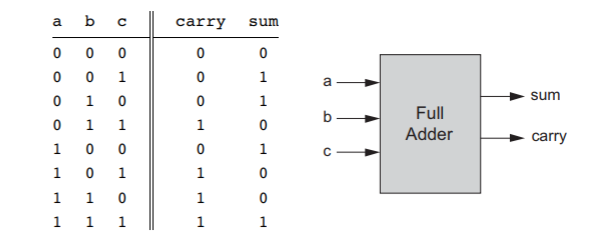 a b c carry sum
0 0 0 0 0
0 0 1 0 1
0 1 0 0 1
0 1 1 1 0
1 0 0 0 1
1 0 1 1 0
1 1 0 1 0
1 1 1 1 1
a
b
c
Full
Adder
sum
carry